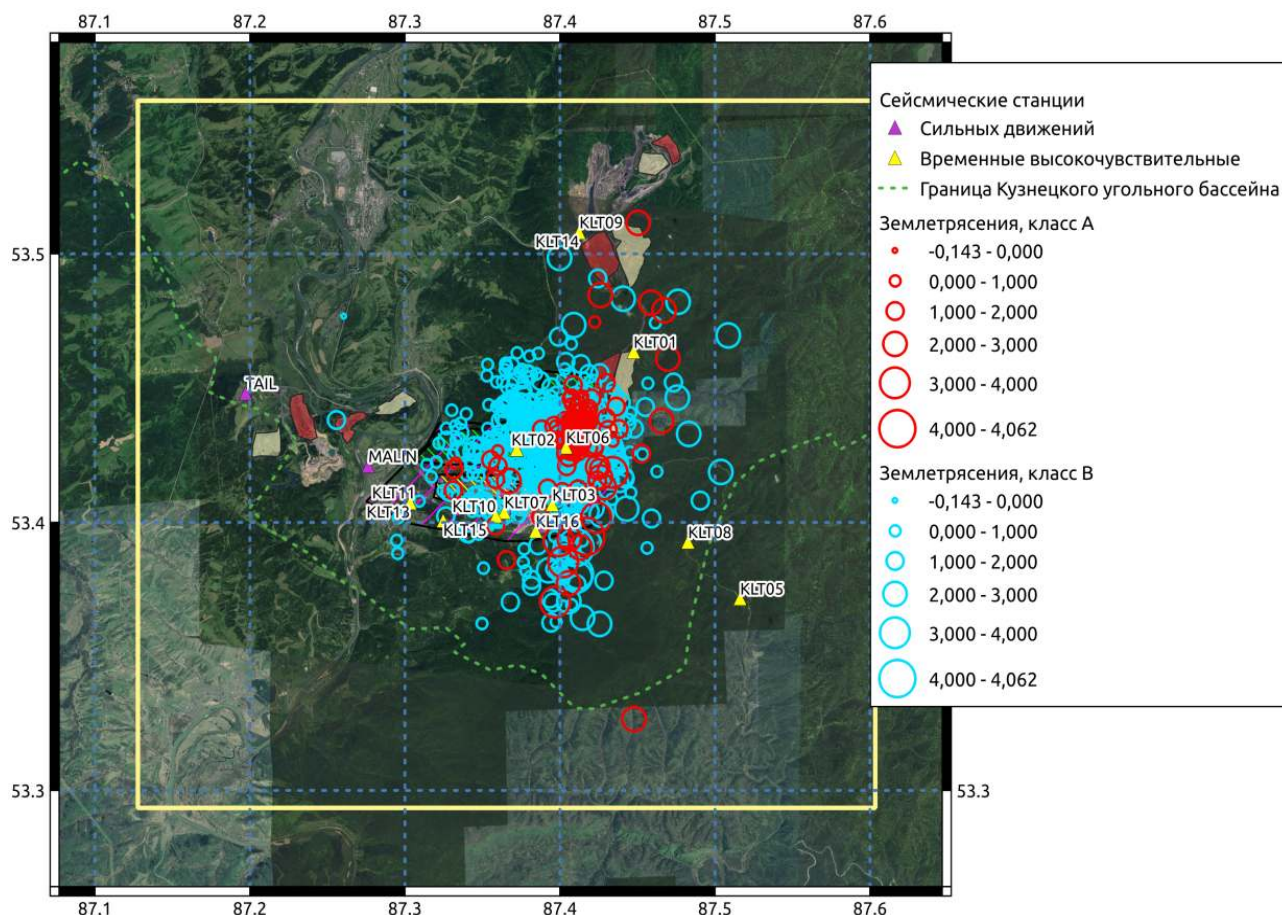 87.1 87.2 87.3 87.4 87.5 87.6
Сейсмические станции
Сильных движений
Временные высокочувствительные
Граница Кузнецкого угольного бассейна
Землетрясения, класс А
-0,143 - 0,000
0,000 - 1,000
1,000 - 2,000
2,000 - 3,000
3,000 - 4,000
4,000 - 4,062
Землетрясения, класс В
-0,143 - 0,000
0,000 - 1,000
1,000 - 2,000
2,000 - 3,000
3,000 - 4,000
4,000 - 4,062
KLT09
KLT14
53.5
KLT01
TAIL
KLT02
KLT06
MALIN
KLT11
KLT03
KLT13
KLT10
KLT07
53.4
KLT15
KLT16
KLT08
KLT05
53.3
53.3
87.1 87.2 87.3 87.4 87.5 87.6